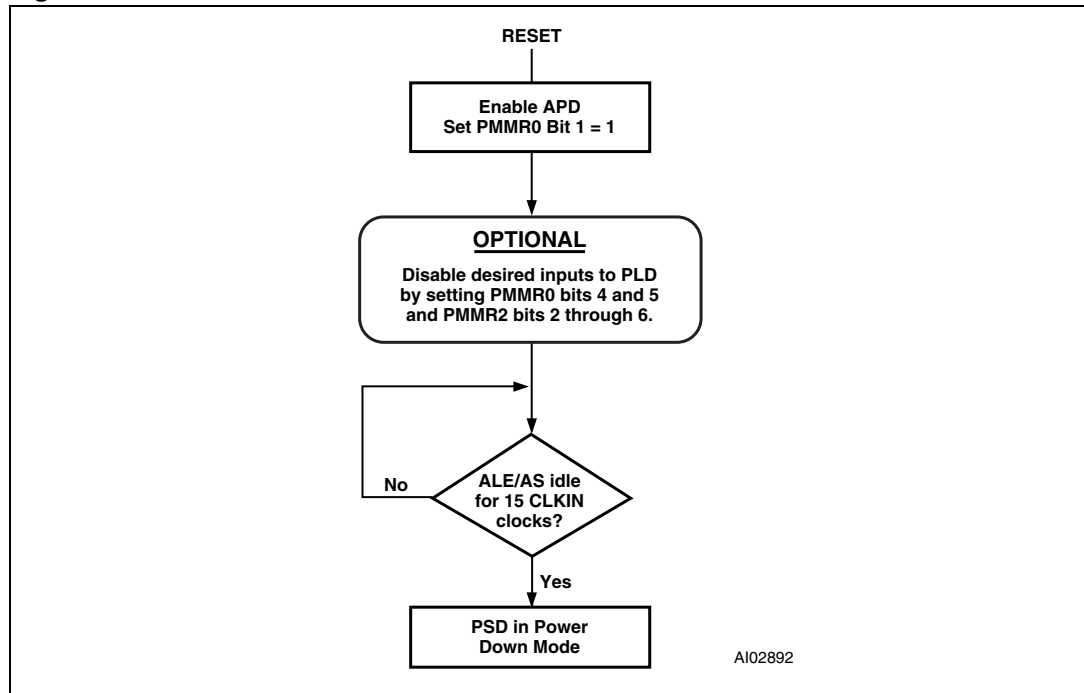 RESET
Enable APD
Set PMMR0 Bit 1 = 1
OPTIONAL
Disable desired inputs to PLD
by setting PMMR0 bits 4 and 5
and PMMR2 bits 2 through 6.
No
ALE/AS idle
for 15 CLKIN
clocks?
Yes
PSD in Power
Down Mode
AI02892